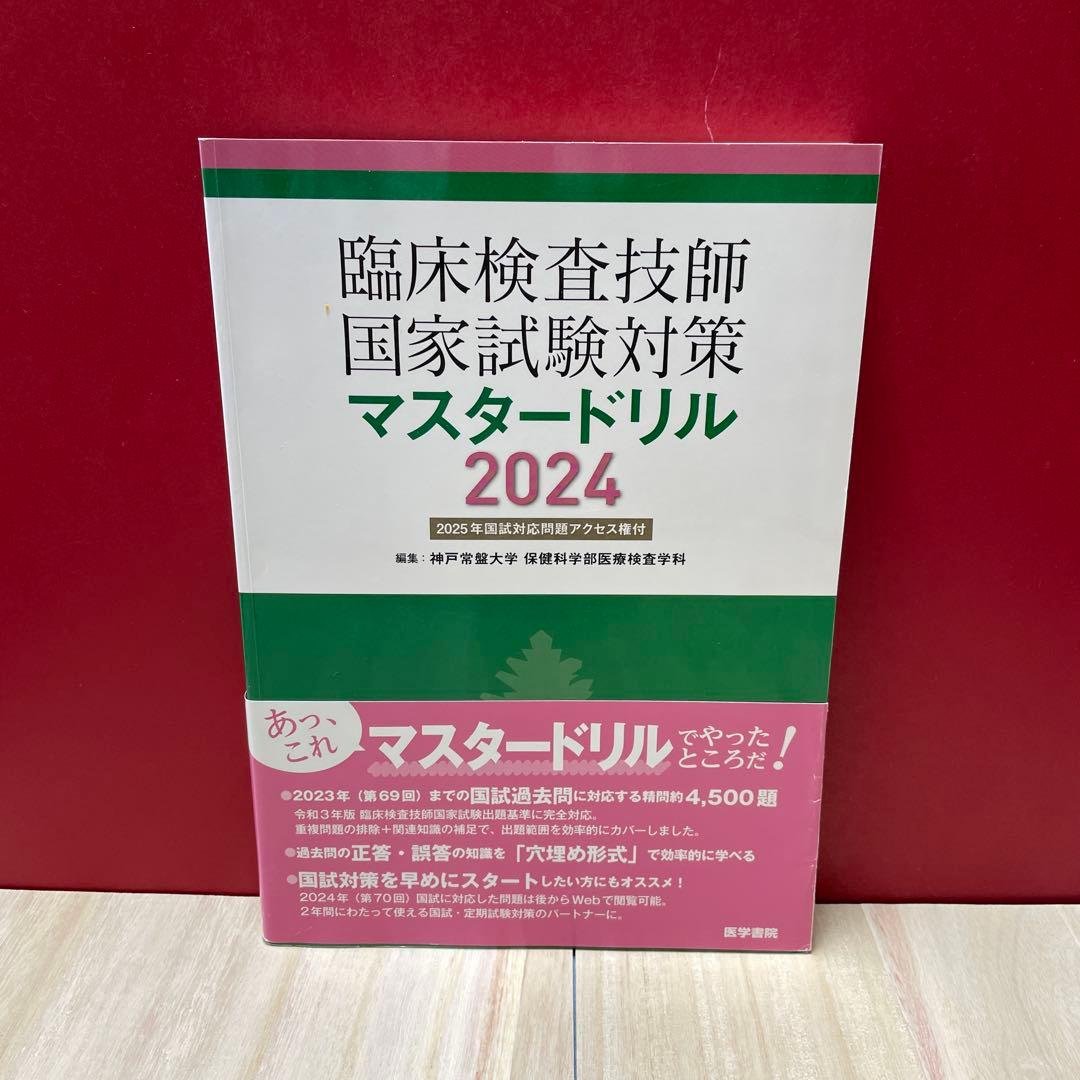 臨床検査技師
国家試験対策
マスタードリル
2024
2025年国試対応問題アクセス権付
編集:神戸常盤大学 保健科学部医療検査学科
あっ、
これ
マスタードリルでやった
ところだ!
●2023年(第69回)までの国試過去問に対応する精問約4,500題
令和3年版 臨床検査技師国家試験出題基準に完全対応。
重複問題の排除+関連知識の補足で、出題範囲を効率的にカバーしました。
●過去問の正答・誤答の知識を「穴埋め形式」で効率的に学べる
●国試対策を早めにスタートしたい方にもオススメ!
2024年(第70回)国試に対応した問題は後からWebで閲覧可能。
2年間にわたって使える国試・定期試験対策のパートナーに。
医学書院